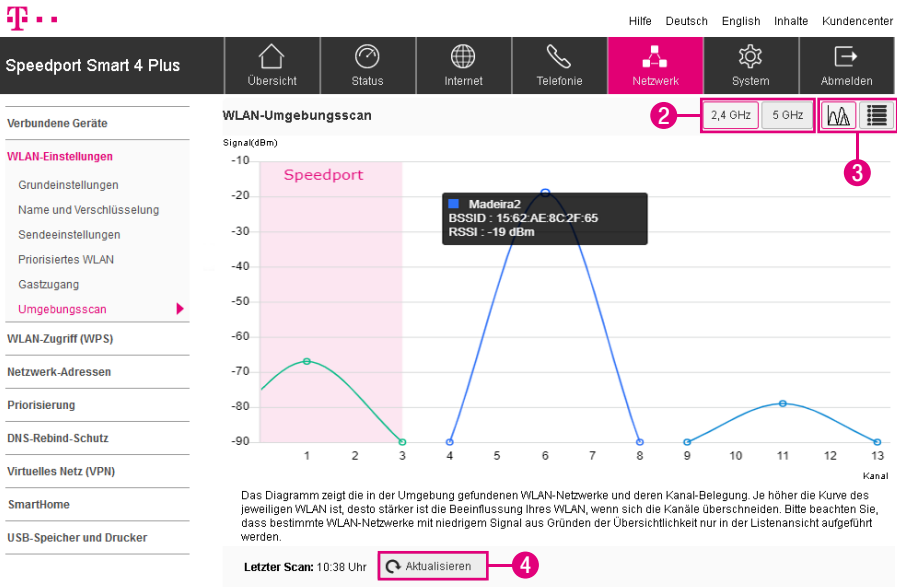 T
Hilfe Deutsch English Inhalte Kundencenter
Speedport Smart 4 Plus
Übersicht Status Internet Telefonie Netzwerk System Abmelden
Verbundene Geräte
WLAN-Einstellungen
Grundeinstellungen
Name und Verschlüsselung
Sendeeinstellungen
Priorisiertes WLAN
Gastzugang
Umgebungsscan
WLAN-Zugriff (WPS)
Netzwerk-Adressen
Priorisierung
DNS-Rebind-Schutz
Virtuelles Netz (VPN)
SmartHome
USB-Speicher und Drucker
WLAN-Umgebungsscan
2
2,4 GHz 5 GHz
3
Signal(dBm)
-10
-20
-30
-40
-50
-60
-70
-80
-90
Speedport
Madeira2
BSSID : 15:62:AE:8C:2F:65
RSSI : -19 dBm
1 2 3 4 5 6 7 8 9 10 11 12 13
Kanal
Das Diagramm zeigt die in der Umgebung gefundenen WLAN-Netzwerke und deren Kanal-Belegung. Je höher die Kurve des
jeweiligen WLAN ist, desto stärker ist die Beeinflussung Ihres WLAN, wenn sich die Kanäle überschneiden. Bitte beachten Sie,
dass bestimmte WLAN-Netzwerke mit niedrigem Signal aus Gründen der Übersichtlichkeit nur in der Listenansicht aufgeführt
werden.
Letzter Scan: 10:38 Uhr Aktualisieren
4